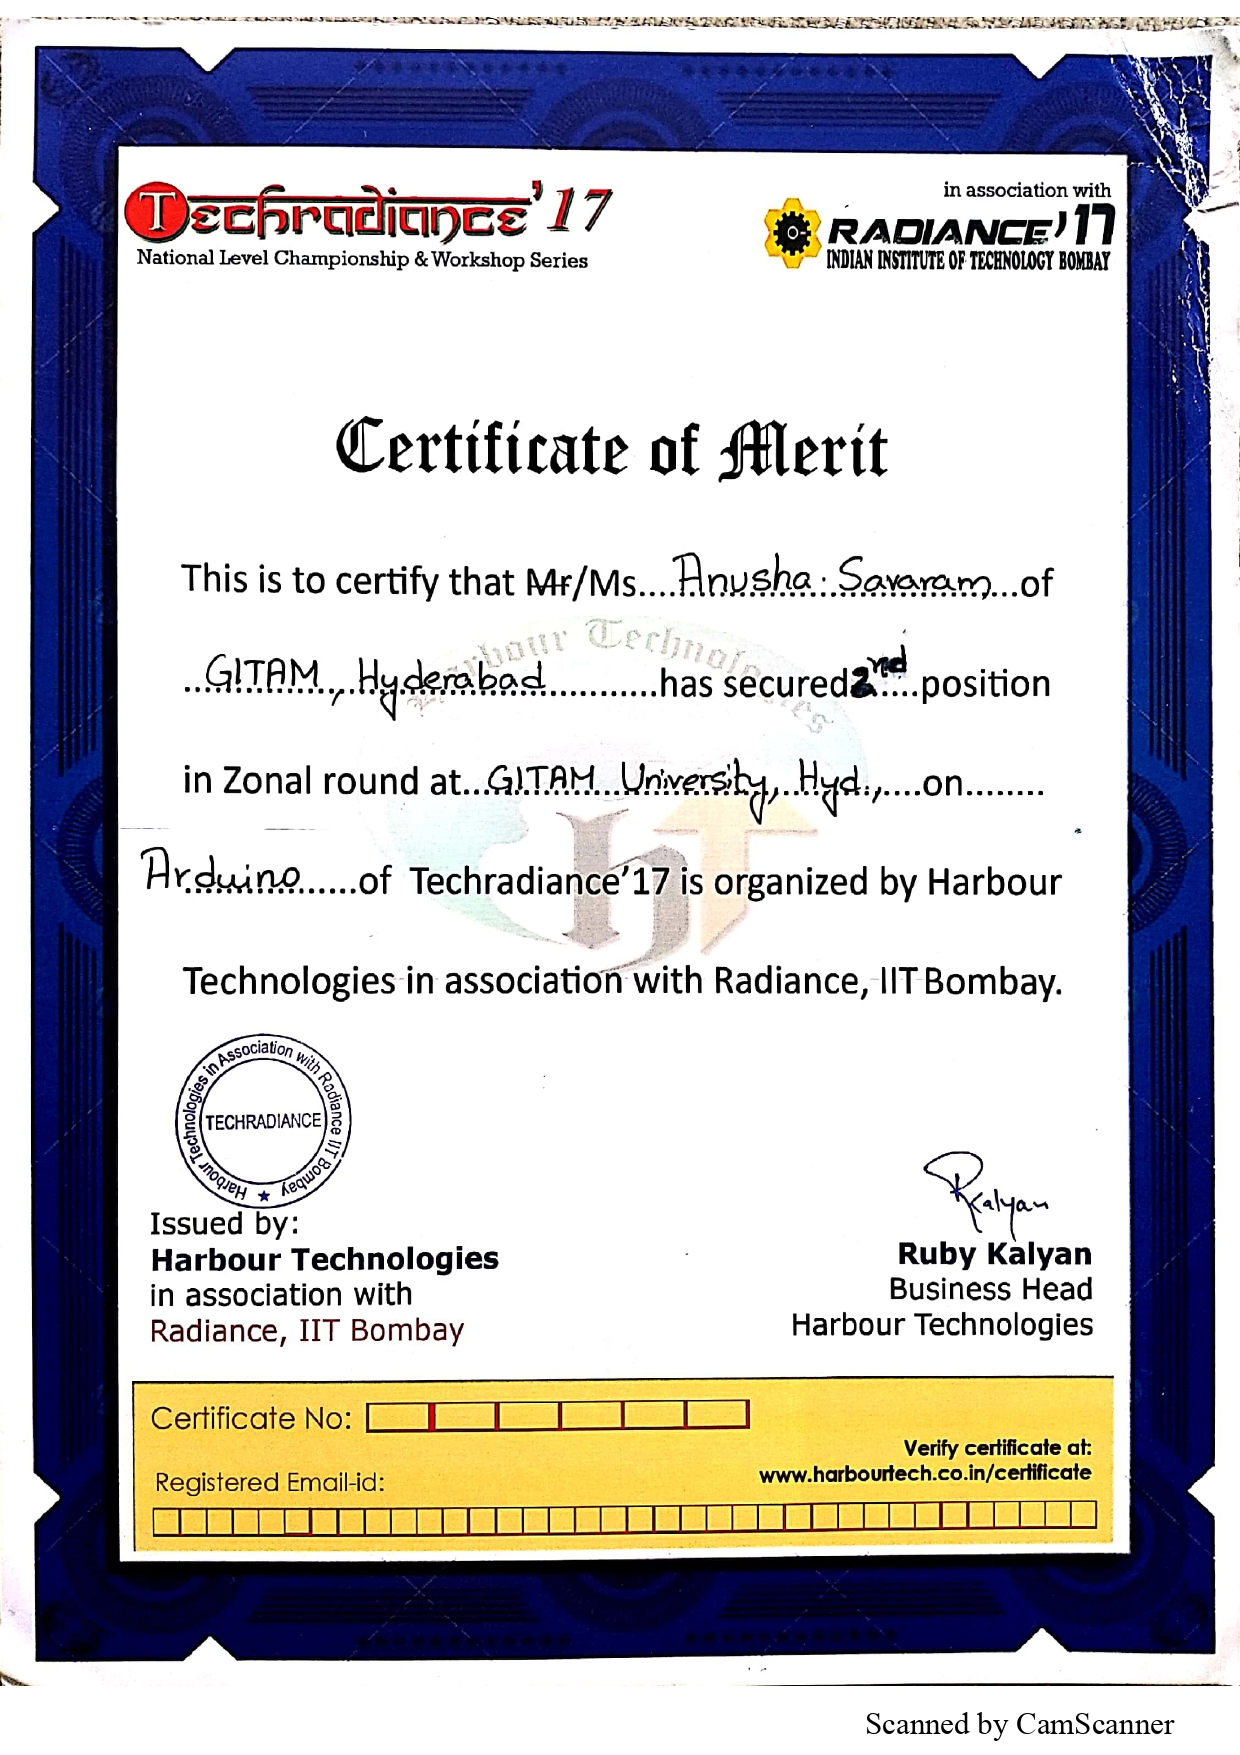 Techradiance'17
National Level Championship & Workshop Series
in association with
RADIANCE'17
INDIAN INSTITUTE OF TECHNOLOGY BOMBAY
Certificate of Merit
This is to certify that Mr/Ms....Anusha Savaram...of
...GITAM, Hyderabad...........has secured 2nd....position
in Zonal round at...GITAM University, Hyd.,....on........
Arduino......of Techradiance'17 is organized by Harbour
Technologies in association with Radiance, IIT Bombay.
Harbour Technologies
HT
Harbour Technologies in Association with Radiance IIT Bombay
TECHRADIANCE
Issued by:
Harbour Technologies
in association with
Radiance, IIT Bombay
RKalyan
Ruby Kalyan
Business Head
Harbour Technologies
Certificate No:
Verify certificate at:
www.harbourtech.co.in/certificate
Registered Email-id:
Scanned by CamScanner